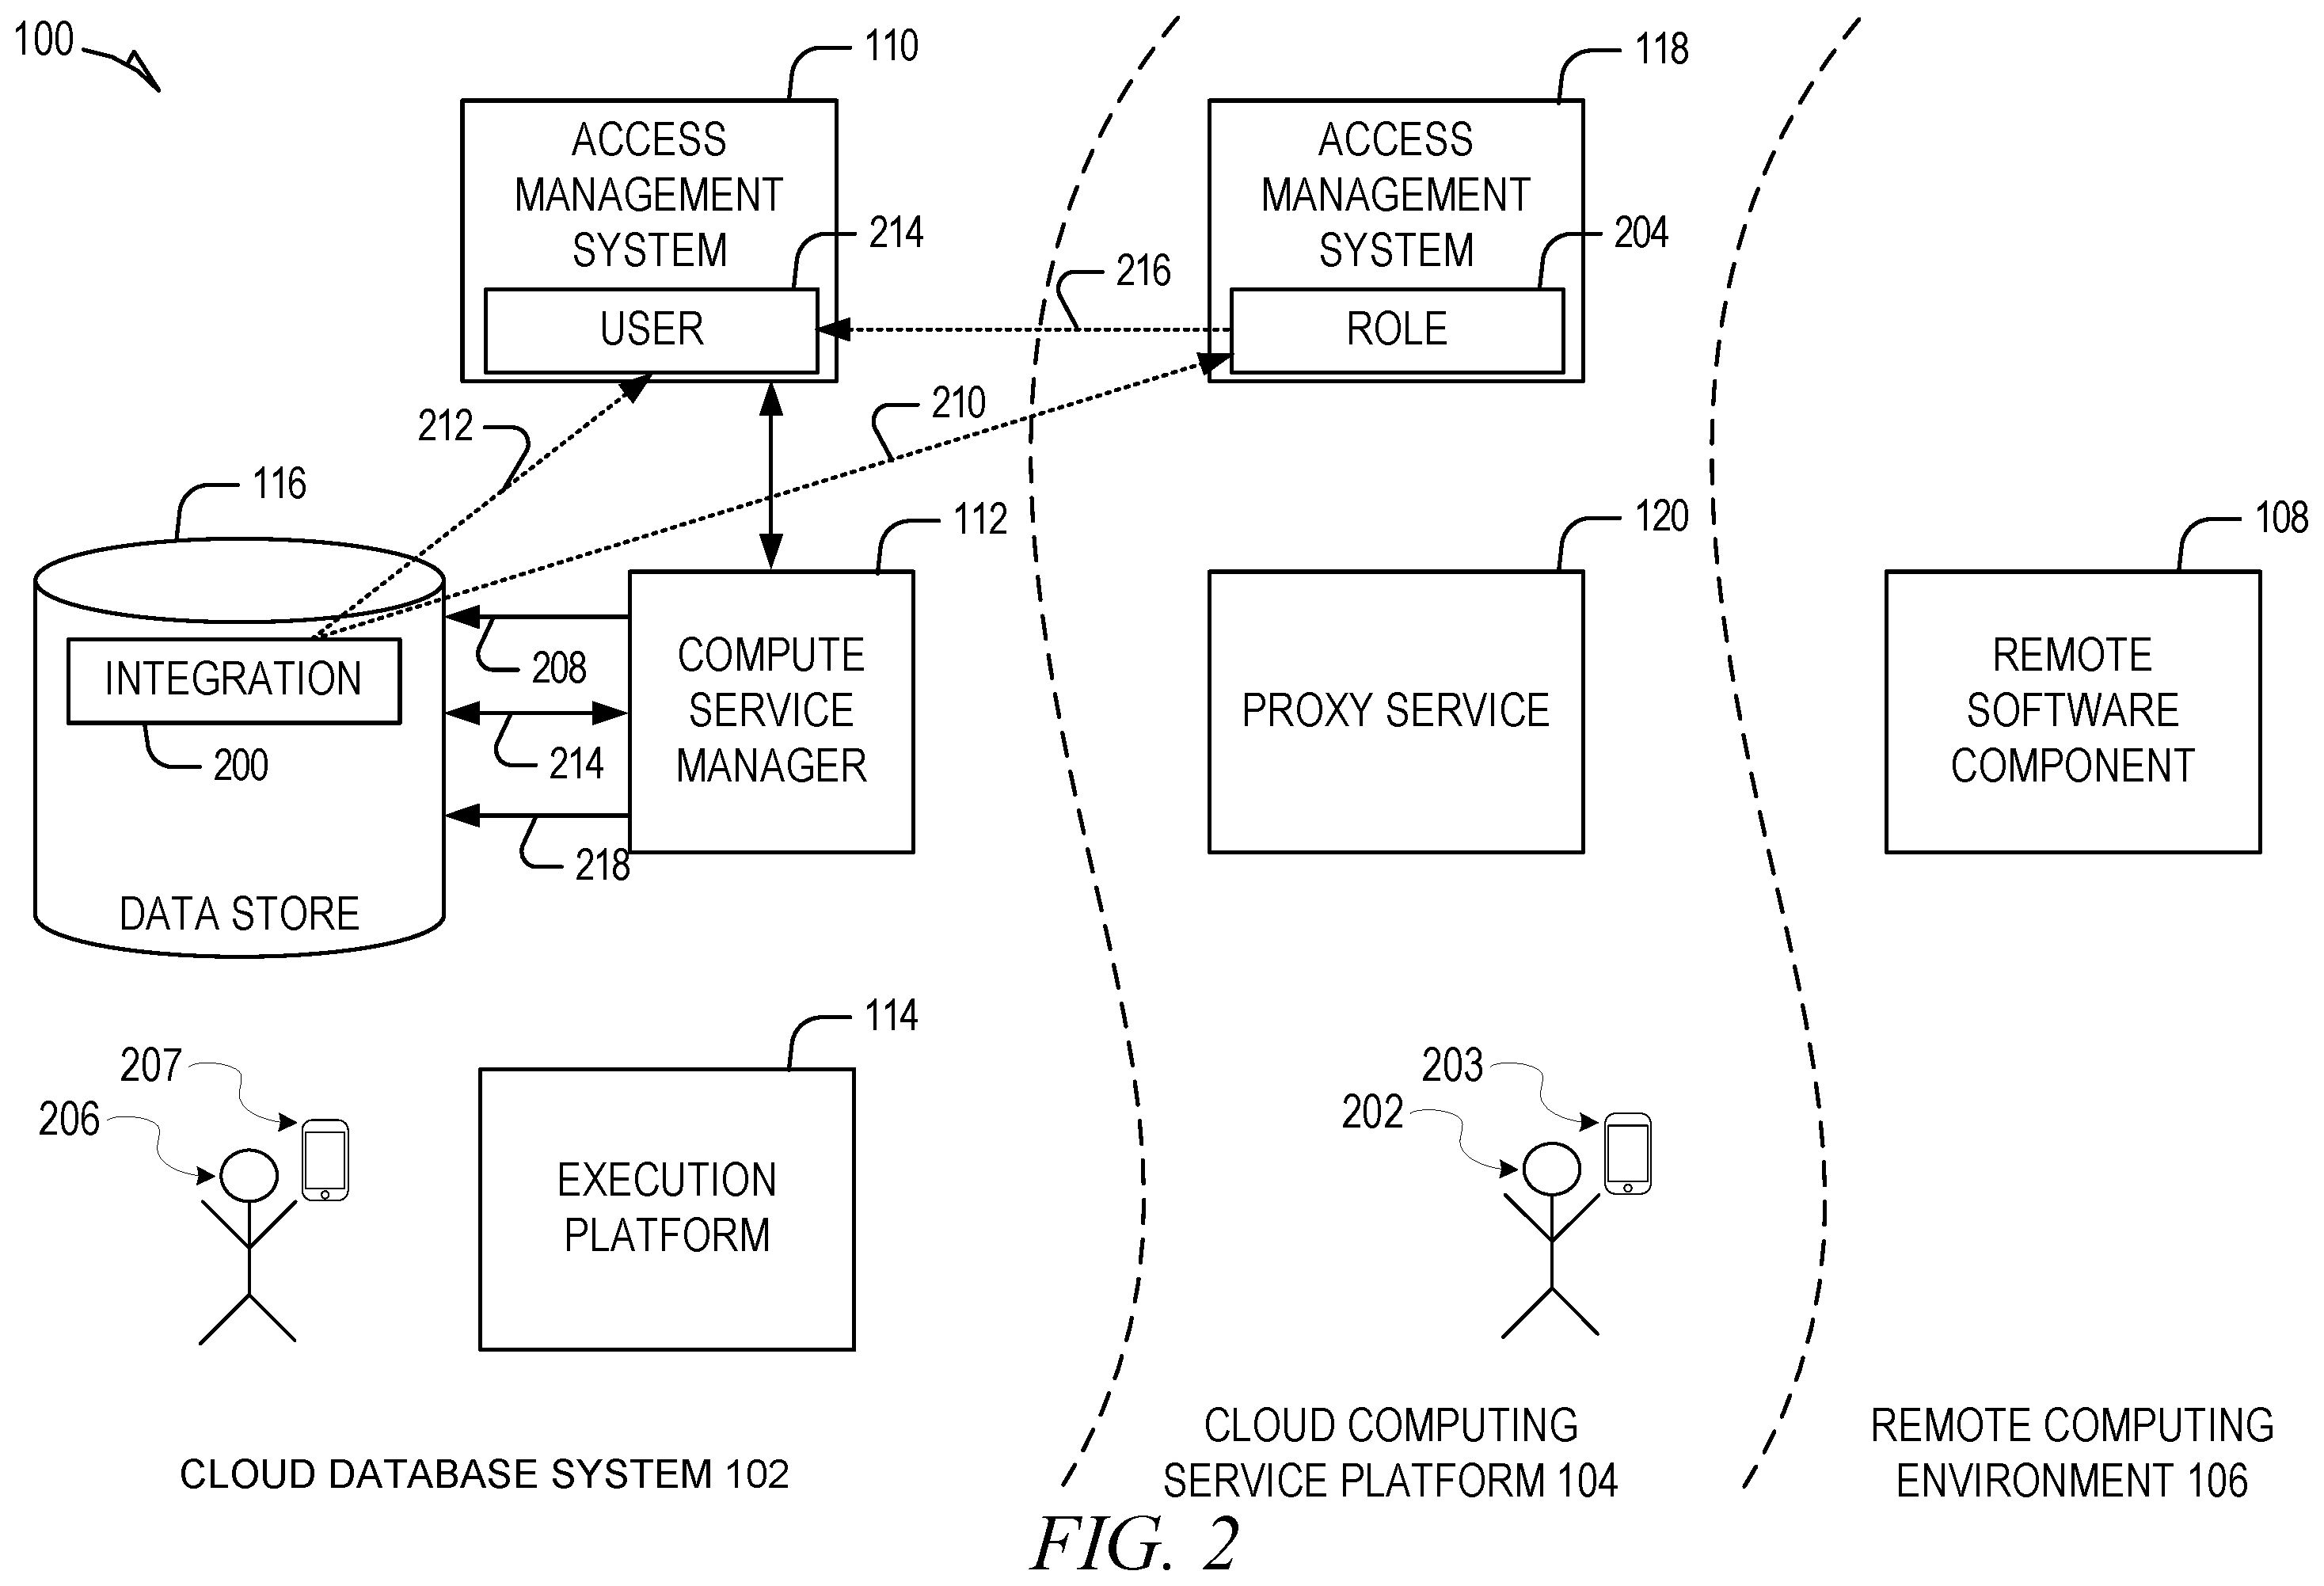 100
110
118
ACCESS
MANAGEMENT
SYSTEM
214
USER
ACCESS
MANAGEMENT
SYSTEM
204
ROLE
216
212
210
116
112
120
108
INTEGRATION
200
DATA STORE
208
214
218
COMPUTE
SERVICE
MANAGER
PROXY SERVICE
REMOTE
SOFTWARE
COMPONENT
114
207
206
EXECUTION
PLATFORM
203
202
CLOUD DATABASE SYSTEM 102
CLOUD COMPUTING
SERVICE PLATFORM 104
REMOTE COMPUTING
ENVIRONMENT 106
FIG. 2